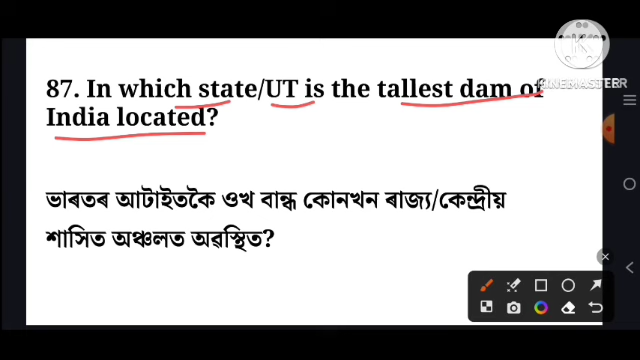 KINEMASTER
87. In which state/UT is the tallest dam of
India located?
ভাৰতৰ আটাইতকৈ ওখ বান্ধ কোনখন ৰাজ্য/কেন্দ্ৰীয়
শাসিত অঞ্চলত অৱস্থিত?